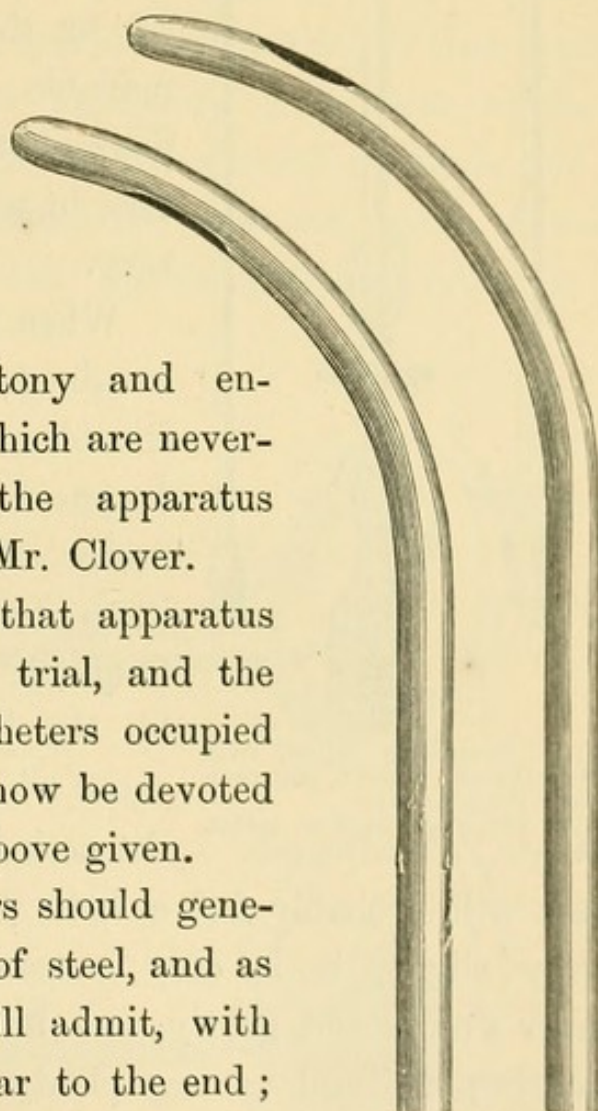 tony and en-
hich are never-
the apparatus
Mr. Clover.
that apparatus
trial, and the
heters occupied
now be devoted
bove given.
rs should gene-
of steel, and as
ll admit, with
ar to the end ;